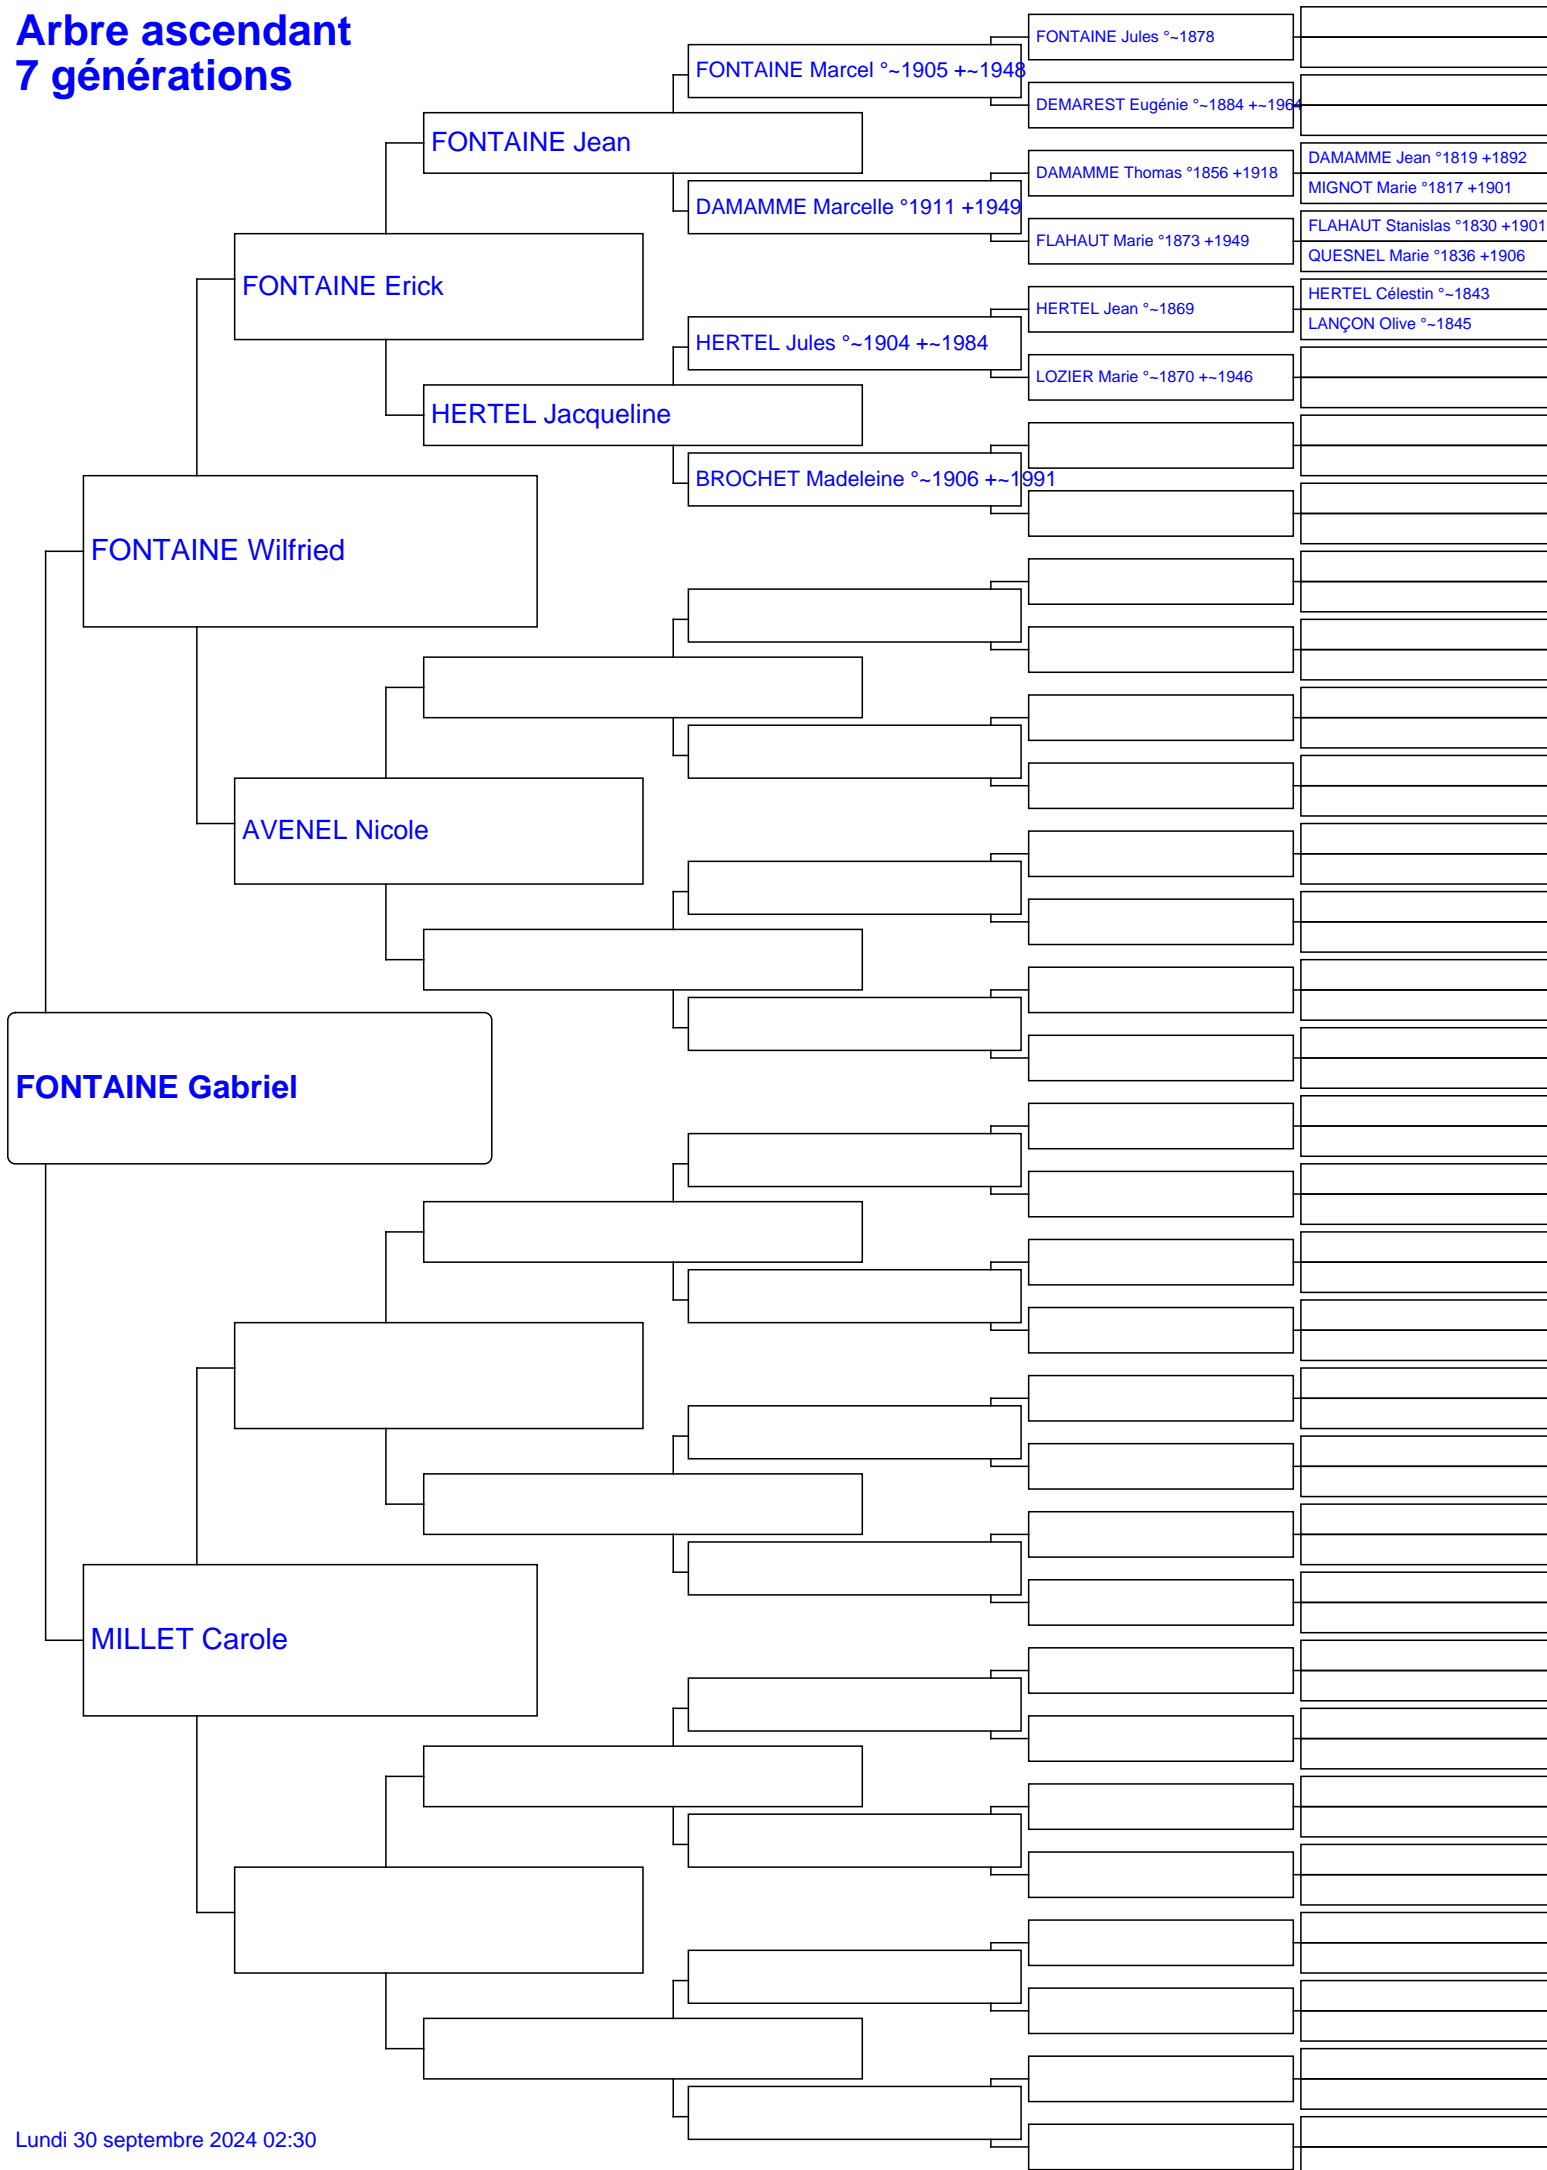 Arbre ascendant
7 générations
FONTAINE Jules °~1878
FONTAINE Marcel °~1905 +~1948
DEMAREST Eugénie °~1884 +~1964
FONTAINE Jean
DAMAMME Jean °1819 +1892
DAMAMME Thomas °1856 +1918
MIGNOT Marie °1817 +1901
DAMAMME Marcelle °1911 +1949
FLAHAUT Stanislas °1830 +1901
FLAHAUT Marie °1873 +1949
QUESNEL Marie °1836 +1906
FONTAINE Erick
HERTEL Célestin °~1843
HERTEL Jean °~1869
LANÇON Olive °~1845
HERTEL Jules °~1904 +~1984
LOZIER Marie °~1870 +~1946
HERTEL Jacqueline
BROCHET Madeleine °~1906 +~1991
FONTAINE Wilfried
AVENEL Nicole
FONTAINE Gabriel
MILLET Carole
Lundi 30 septembre 2024 02:30